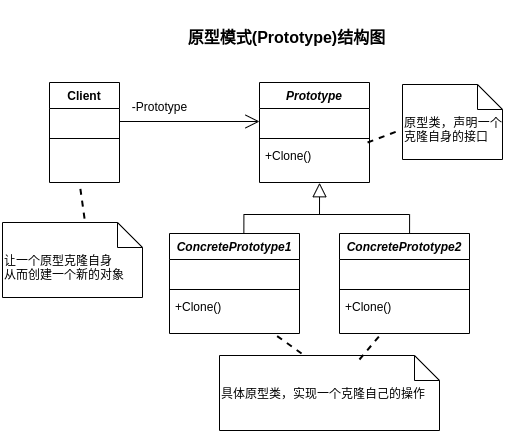 原型模式(Prototype)结构图
Client
-Prototype
Prototype
+Clone()
原型类，声明一个
克隆自身的接口
让一个原型克隆自身
从而创建一个新的对象
ConcretePrototype1
+Clone()
ConcretePrototype2
+Clone()
具体原型类，实现一个克隆自己的操作